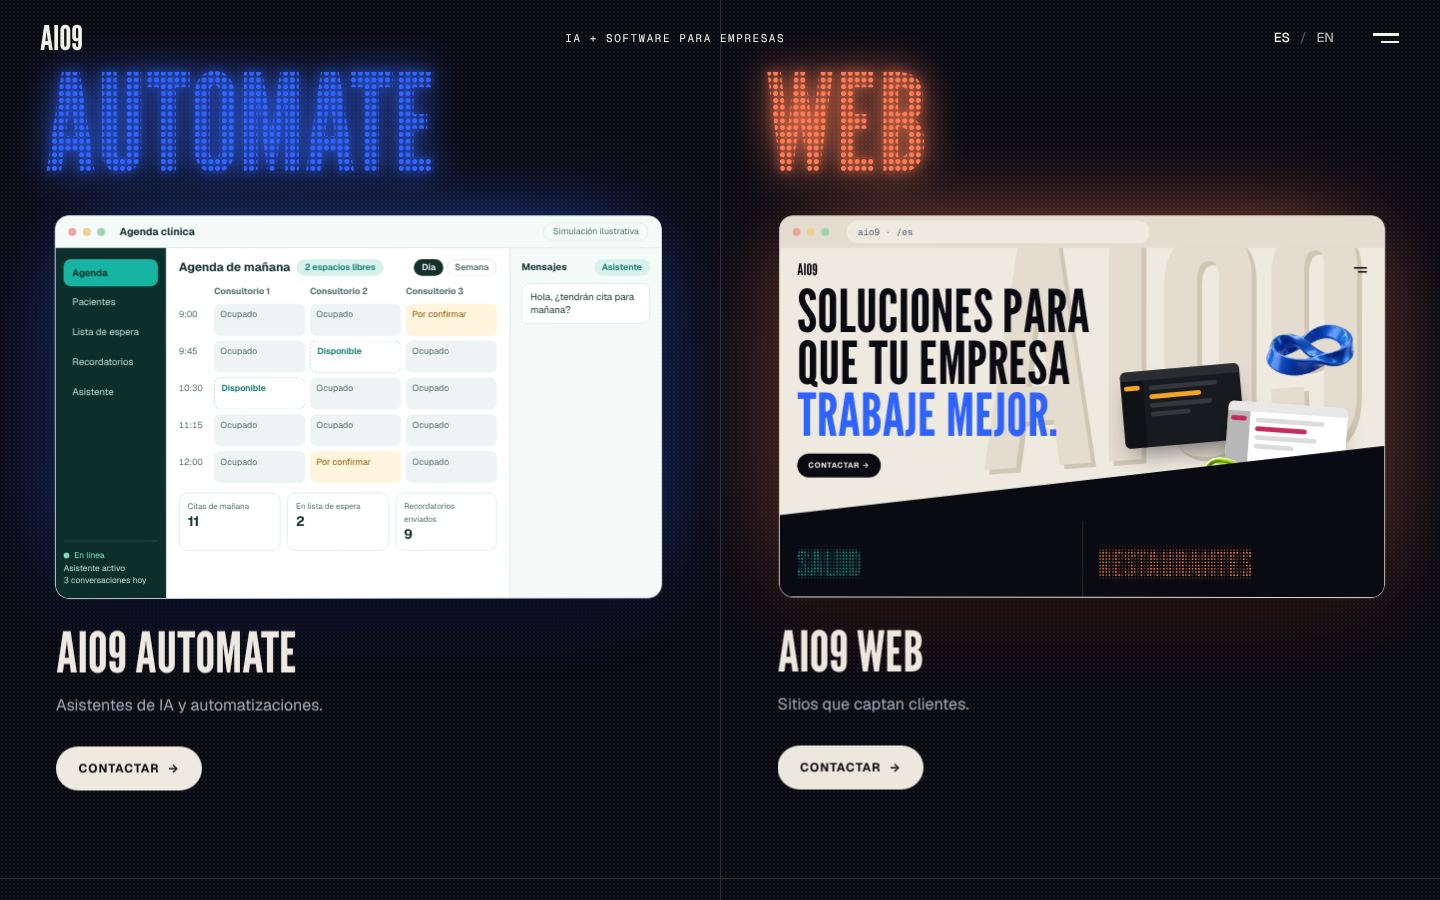 AI09
IA + SOFTWARE PARA EMPRESAS
ES / EN
AUTOMATE
WEB
Agenda clínica
Simulación ilustrativa
Agenda
Pacientes
Lista de espera
Recordatorios
Asistente
En línea
Asistente activo
3 conversaciones hoy
Agenda de mañana
2 espacios libres
Día
Semana
Consultorio 1 Consultorio 2 Consultorio 3
9:00 Ocupado Ocupado Por confirmar
9:45 Ocupado Disponible Ocupado
10:30 Disponible Ocupado Ocupado
11:15 Ocupado Ocupado Ocupado
12:00 Ocupado Por confirmar Ocupado
Citas de mañana
11
En lista de espera
2
Recordatorios
enviados
9
Mensajes
Asistente
Hola, ¿tendrán cita para
mañana?
aio9 · /es
AI09
AI09
SOLUCIONES PARA
QUE TU EMPRESA
TRABAJE MEJOR.
CONTACTAR →
SALUD
RESTAURANTES
AI09 AUTOMATE
Asistentes de IA y automatizaciones.
CONTACTAR →
AI09 WEB
Sitios que captan clientes.
CONTACTAR →